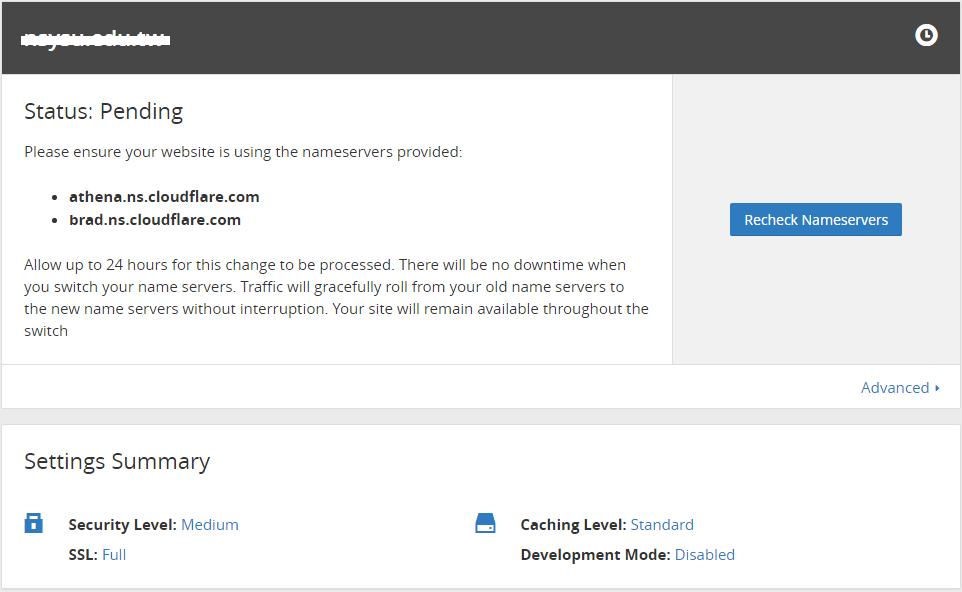 Status: Pending
Please ensure your website is using the nameservers provided:
athena.ns.cloudflare.com
brad.ns.cloudflare.com
Allow up to 24 hours for this change to be processed. There will be no downtime when
you switch your name servers. Traffic will gracefully roll from your old name servers to
the new name servers without interruption. Your site will remain available throughout the
switch
Recheck Nameservers
Advanced
Settings Summary
Security Level: Medium
SSL: Full
Caching Level: Standard
Development Mode: Disabled